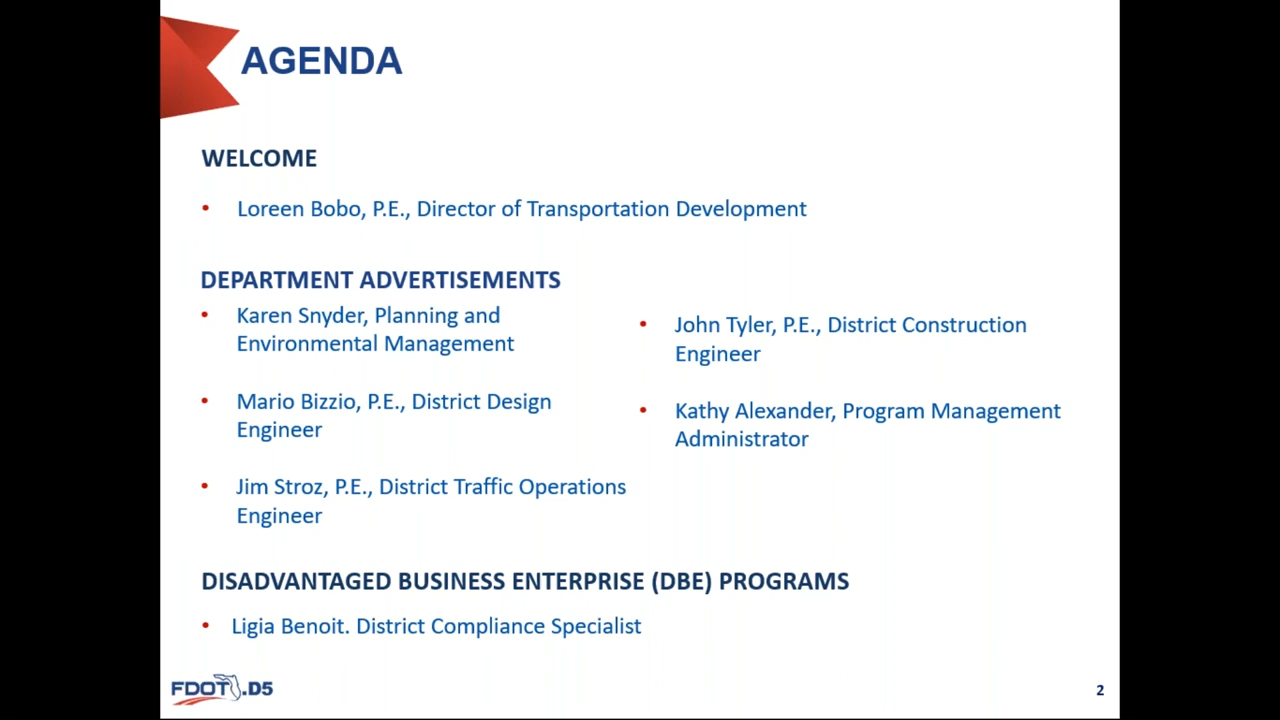 AGENDA
WELCOME
• Loreen Bobo, P.E., Director of Transportation Development
DEPARTMENT ADVERTISEMENTS
• Karen Snyder, Planning and
Environmental Management
• Mario Bizzio, P.E., District Design
Engineer
• Jim Stroz, P.E., District Traffic Operations
Engineer
• John Tyler, P.E., District Construction
Engineer
• Kathy Alexander, Program Management
Administrator
DISADVANTAGED BUSINESS ENTERPRISE (DBE) PROGRAMS
• Ligia Benoit. District Compliance Specialist
FDOT.D5
2